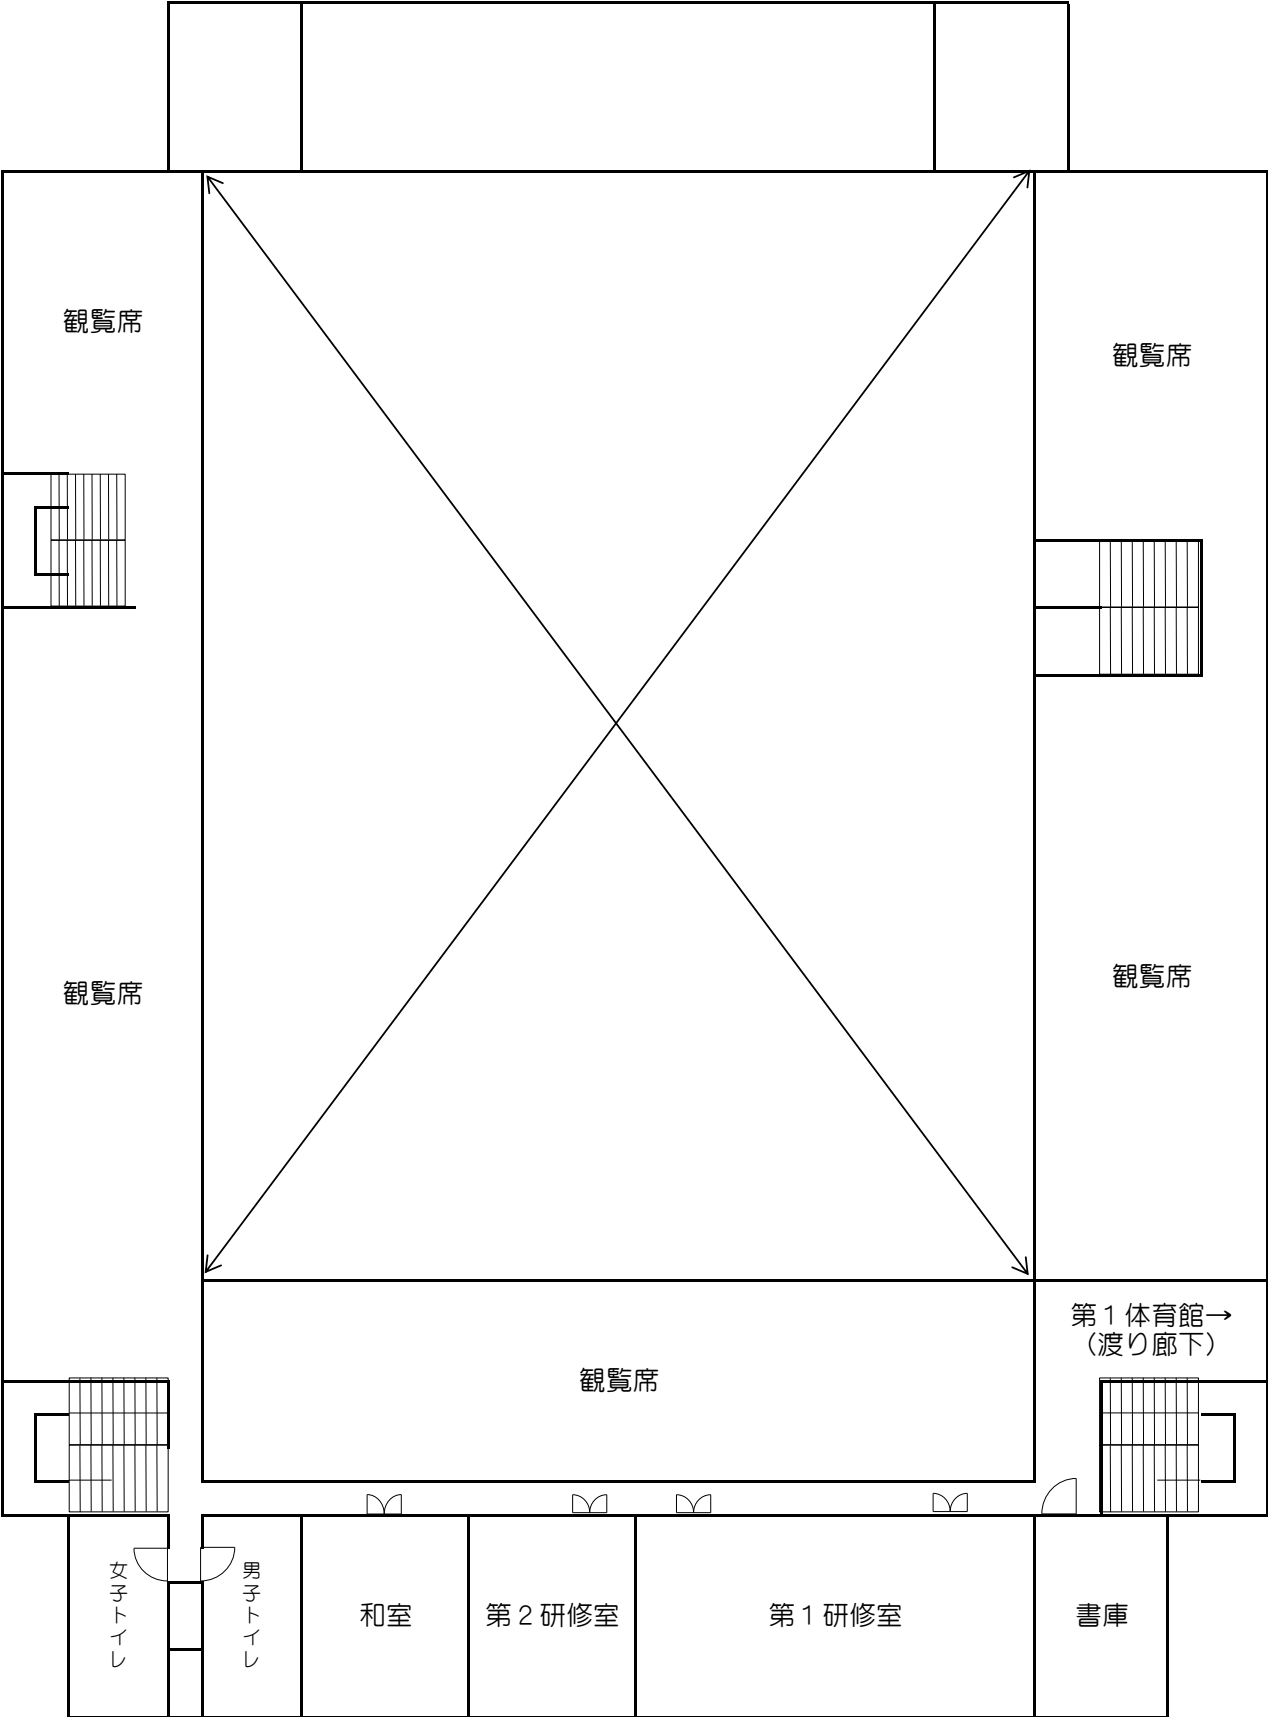 観覧席
観覧席
観覧席
観覧席
第１体育館→
（渡り廊下）
観覧席
女子トイレ
男子トイレ
和室
第２研修室
第１研修室
書庫